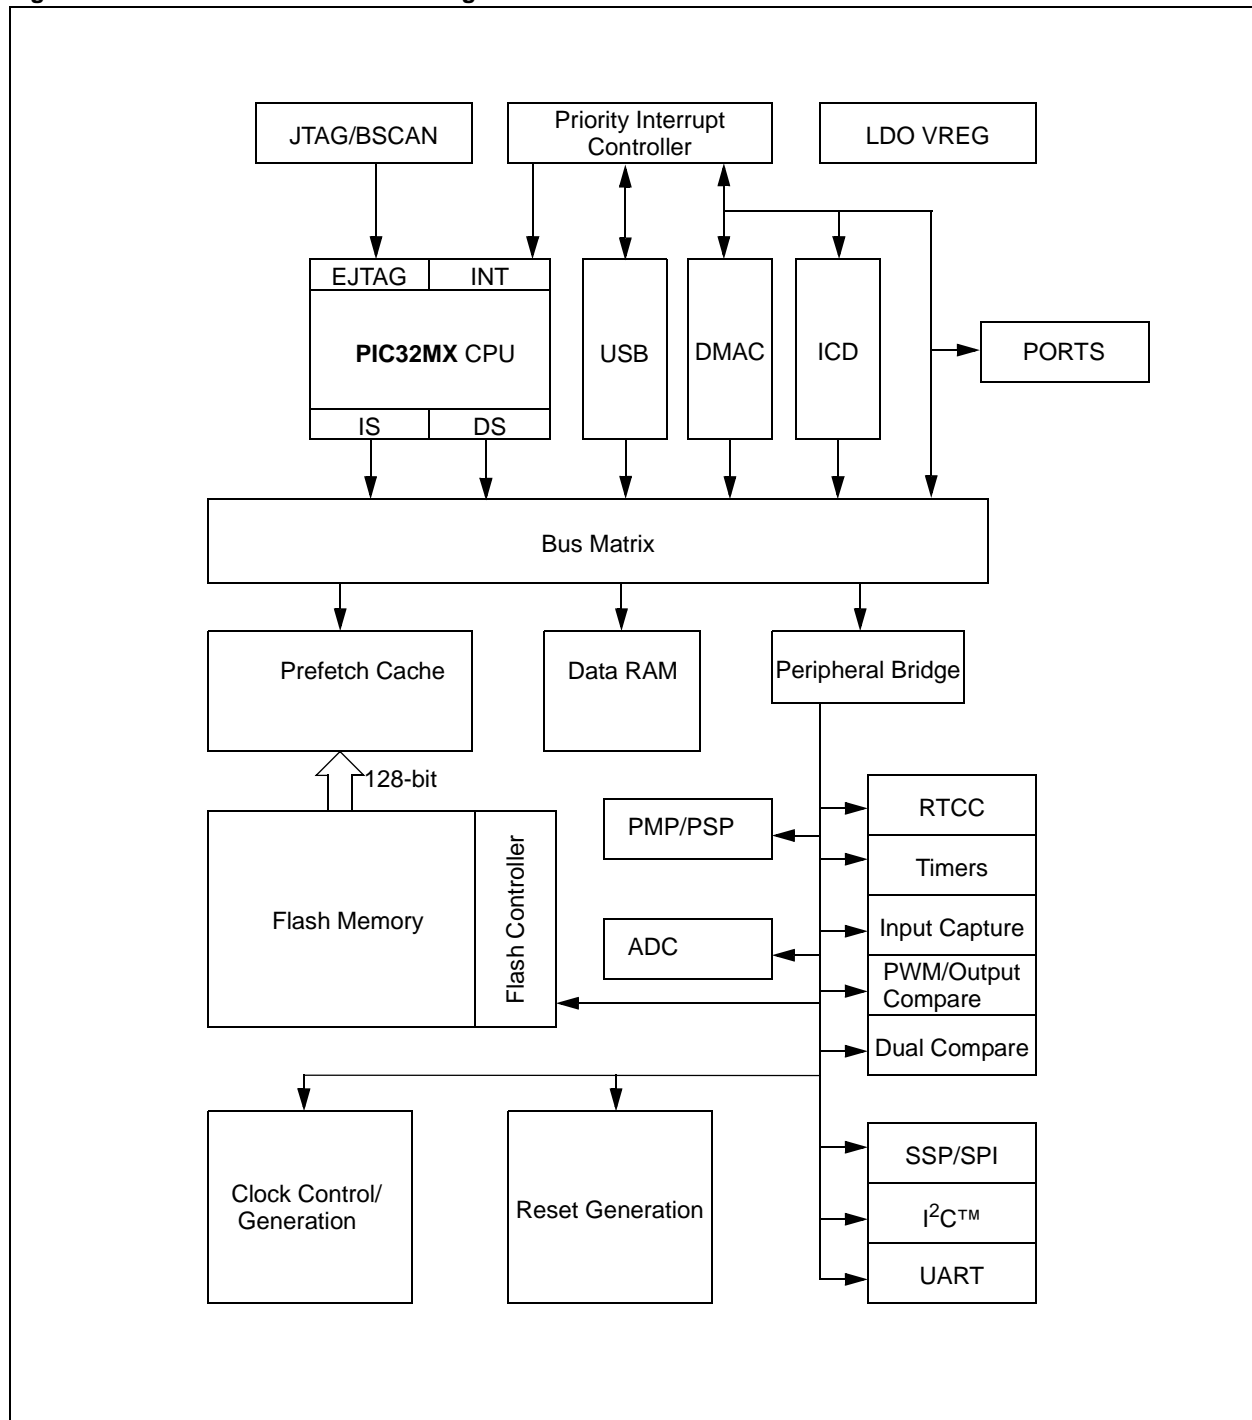 JTAG/BSCAN
Priority Interrupt
Controller
LDO VREG
EJTAG
INT
PIC32MX CPU
USB
DMAC
ICD
PORTS
IS
DS
Bus Matrix
Prefetch Cache
Data RAM
Peripheral Bridge
128-bit
RTCC
PMP/PSP
Timers
Flash Memory
Flash Controller
Input Capture
ADC
PWM/Output
Compare
Dual Compare
SSP/SPI
Clock Control/
Generation
Reset Generation
I²C™
UART